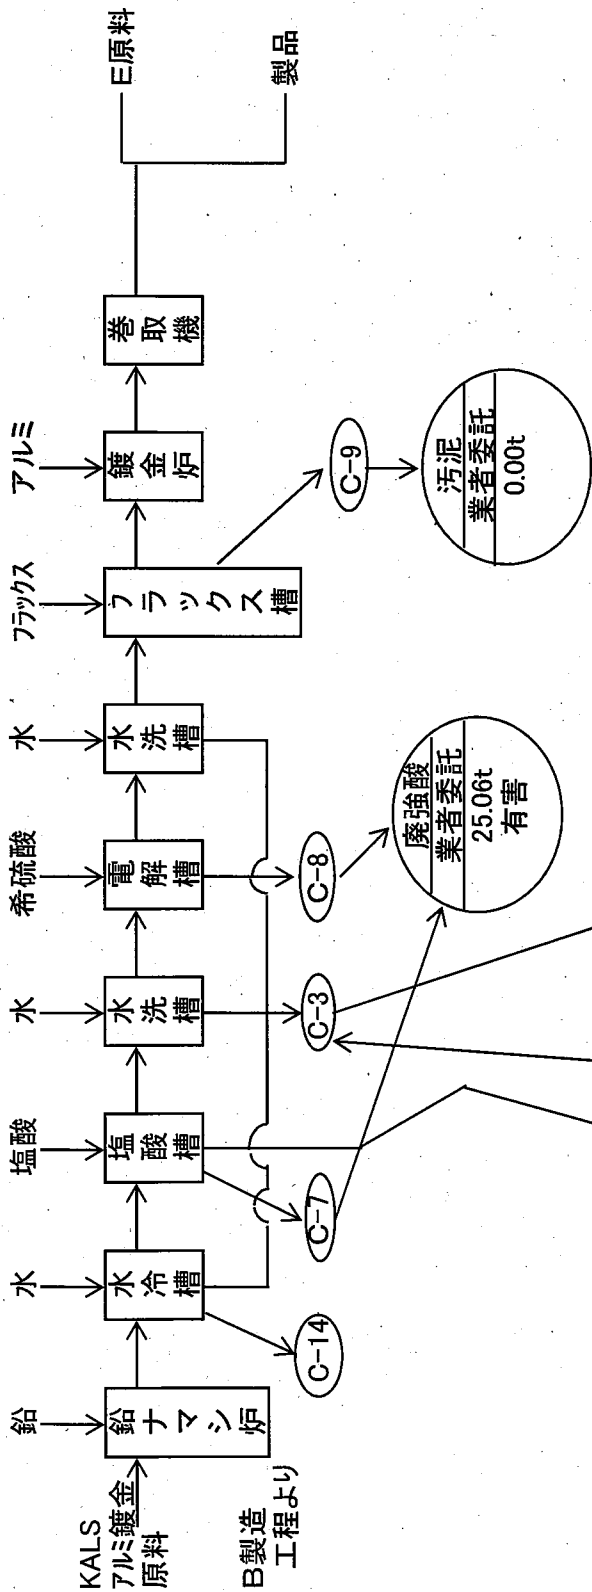 鉛
水
塩酸
水
希硫酸
水
フラックス
アルミ
KALS
アルミ鍍金
原料
鉛ナマシ炉
水冷槽
塩酸槽
水洗槽
電解槽
水洗槽
フラックス槽
鍍金炉
巻取機
E原料
製品
B製造
工程より
C-14
C-7
C-3
C-8
C-9
廃強酸
業者委託
25.06t
有害
汚泥
業者委託
0.00t